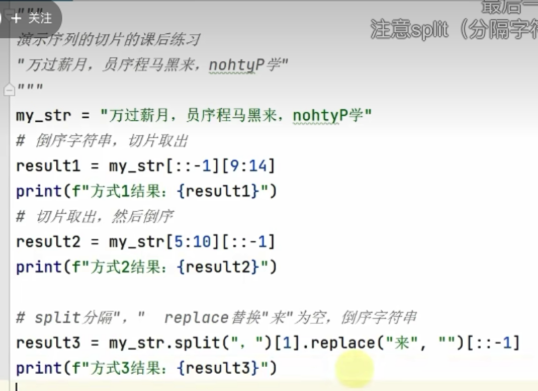 + 关注
最后一
注意split（分隔字符
"""
演示序列的切片的课后练习
"万过薪月，员序程马黑来，nohtyP学"
"""
my_str = "万过薪月，员序程马黑来，nohtyP学"
# 倒序字符串，切片取出
result1 = my_str[::-1][9:14]
print(f"方式1结果：{result1}")
# 切片取出，然后倒序
result2 = my_str[5:10][::-1]
print(f"方式2结果：{result2}")
# split分隔"，" replace替换"来"为空，倒序字符串
result3 = my_str.split("，")[1].replace("来", "")[::-1]
print(f"方式3结果：{result3}")